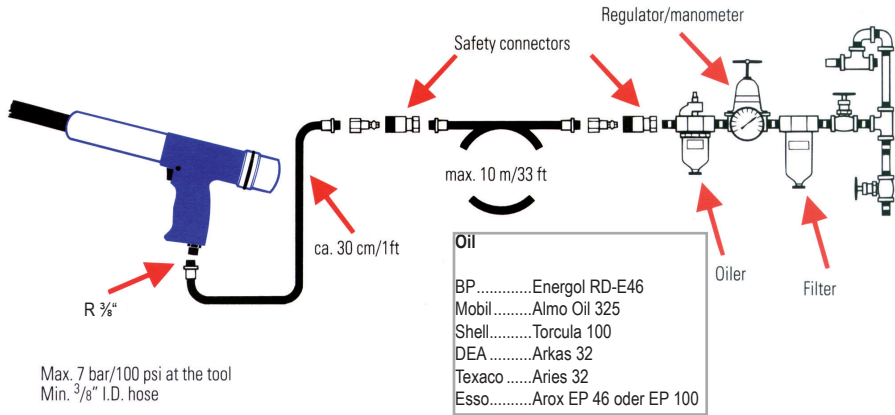 Regulator/manometer
Safety connectors
max. 10 m/33 ft
ca. 30 cm/1ft
R ⅜“
Oiler
Filter
Oil
BP............Energol RD-E46
Mobil.........Almo Oil 325
Shell.........Torcula 100
DEA .........Arkas 32
Texaco ......Aries 32
Esso..........Arox EP 46 oder EP 100
Max. 7 bar/100 psi at the tool
Min. 3/8" I.D. hose